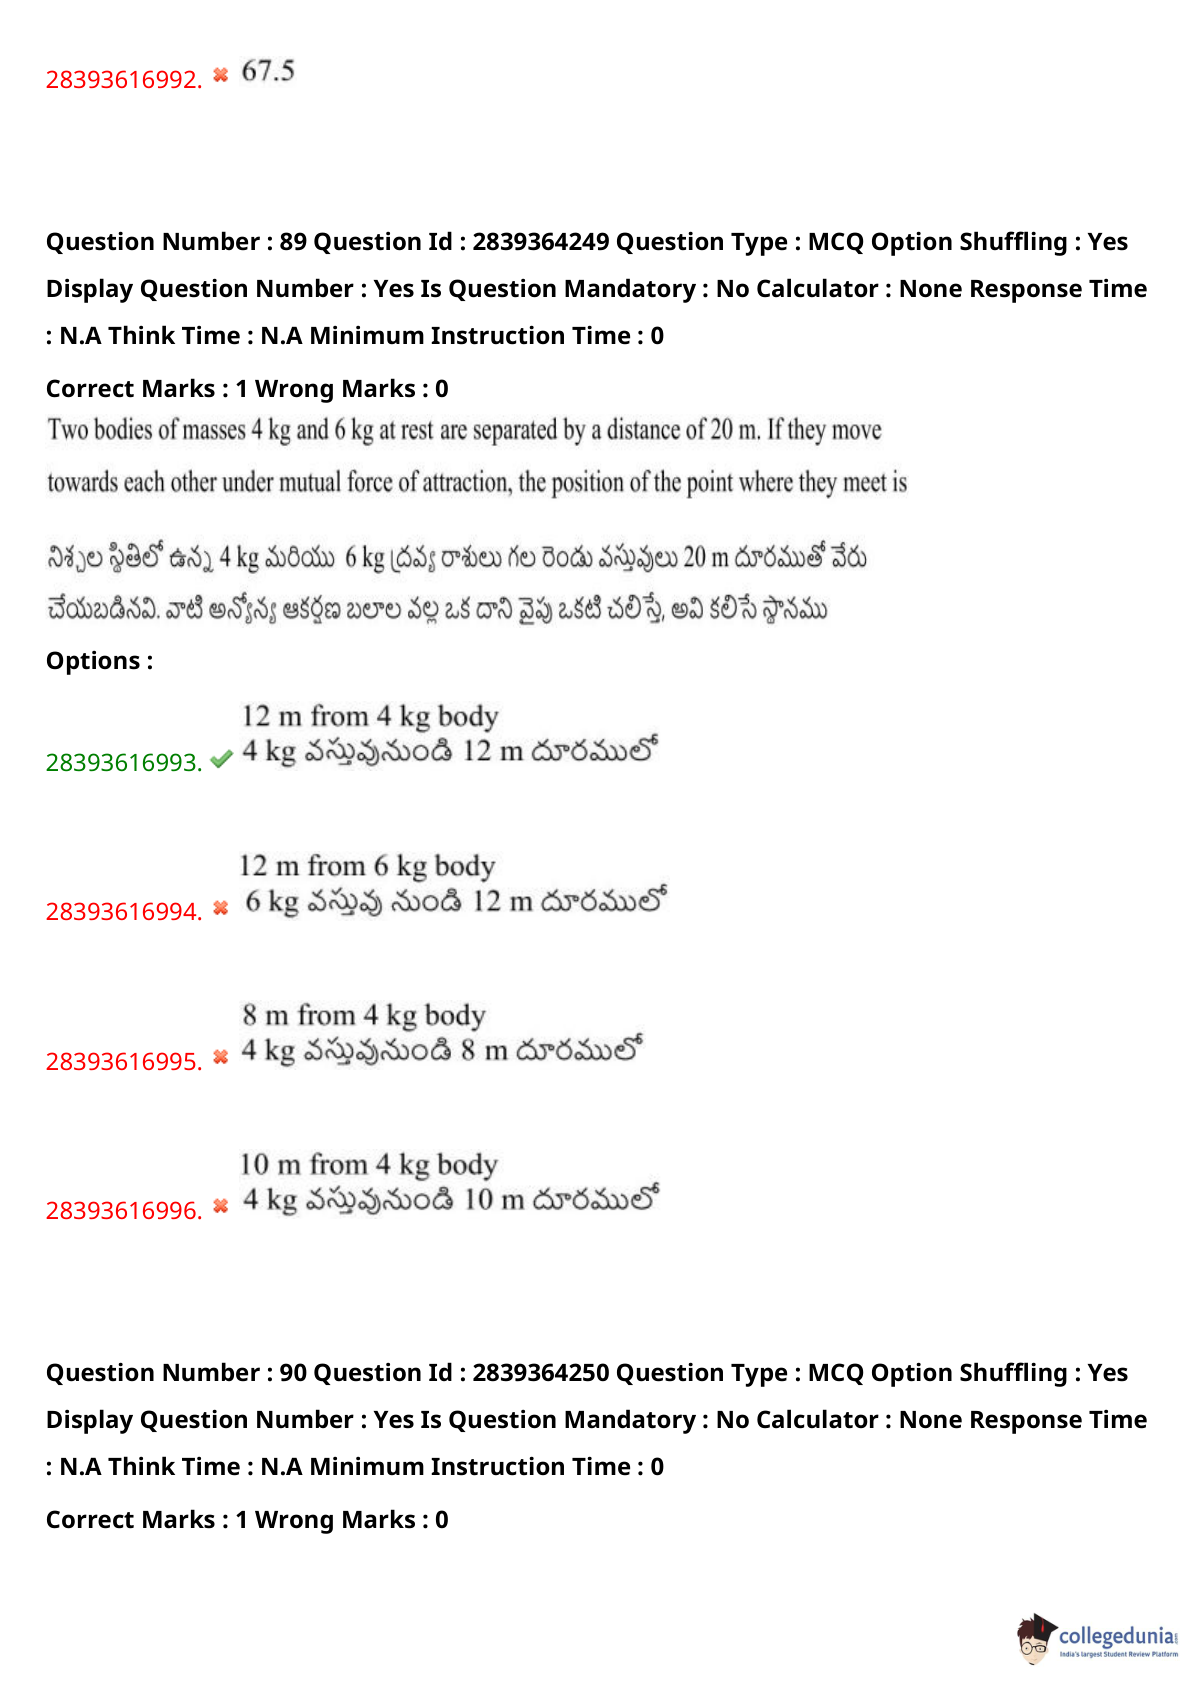 28393616992. 67.5
Question Number : 89 Question Id : 2839364249 Question Type : MCQ Option Shuffling : Yes
Display Question Number : Yes Is Question Mandatory : No Calculator : None Response Time
: N.A Think Time : N.A Minimum Instruction Time : 0
Correct Marks : 1 Wrong Marks : 0
Two bodies of masses 4 kg and 6 kg at rest are separated by a distance of 20 m. If they move
towards each other under mutual force of attraction, the position of the point where they meet is
నిశ్చల స్థితిలో ఉన్న 4 kg మరియు 6 kg ద్రవ్య రాశులు గల రెండు వస్తువులు 20 m దూరముతో వేరు
చేయబడినవి. వాటి అన్యోన్య ఆకర్షణ బలాల వల్ల ఒక దాని వైపు ఒకటి చలిస్తే, అవి కలిసే స్థానము
Options :
12 m from 4 kg body
28393616993. 4 kg వస్తువునుండి 12 m దూరములో
12 m from 6 kg body
28393616994. 6 kg వస్తువు నుండి 12 m దూరములో
8 m from 4 kg body
28393616995. 4 kg వస్తువునుండి 8 m దూరములో
10 m from 4 kg body
28393616996. 4 kg వస్తువునుండి 10 m దూరములో
Question Number : 90 Question Id : 2839364250 Question Type : MCQ Option Shuffling : Yes
Display Question Number : Yes Is Question Mandatory : No Calculator : None Response Time
: N.A Think Time : N.A Minimum Instruction Time : 0
Correct Marks : 1 Wrong Marks : 0
collegedunia
India's largest Student Review Platform